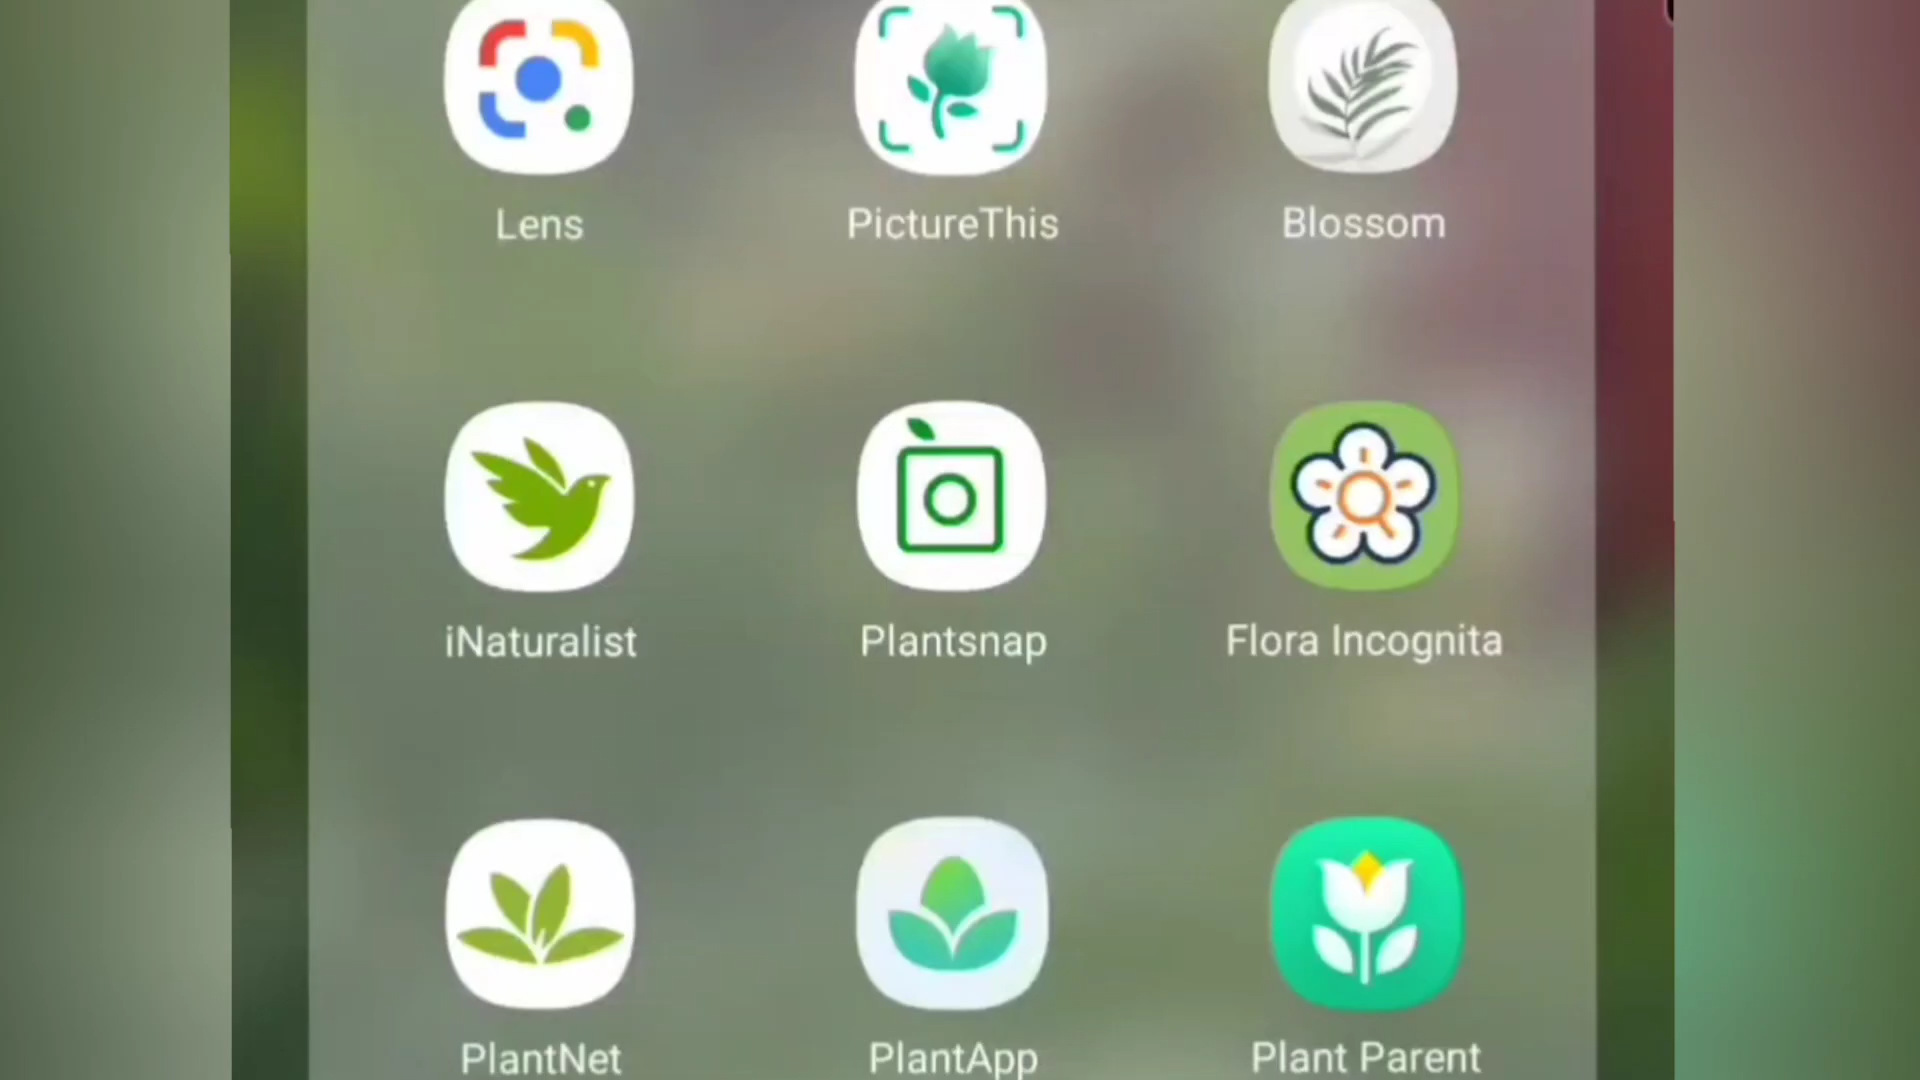 Lens
PictureThis
Blossom
iNaturalist
Plantsnap
Flora Incognita
PlantNet
PlantApp
Plant Parent